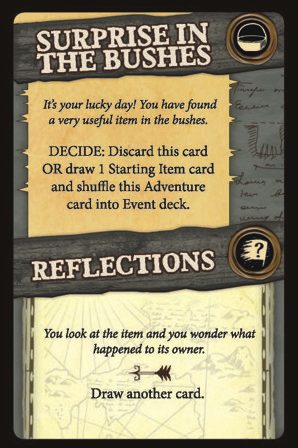 SURPRISE IN
THE BUSHES
It's your lucky day! You have found
a very useful item in the bushes.
DECIDE: Discard this card
OR draw 1 Starting Item card
and shuffle this Adventure
card into Event deck.
?
REFLECTIONS
You look at the item and you wonder what
happened to its owner.
Draw another card.